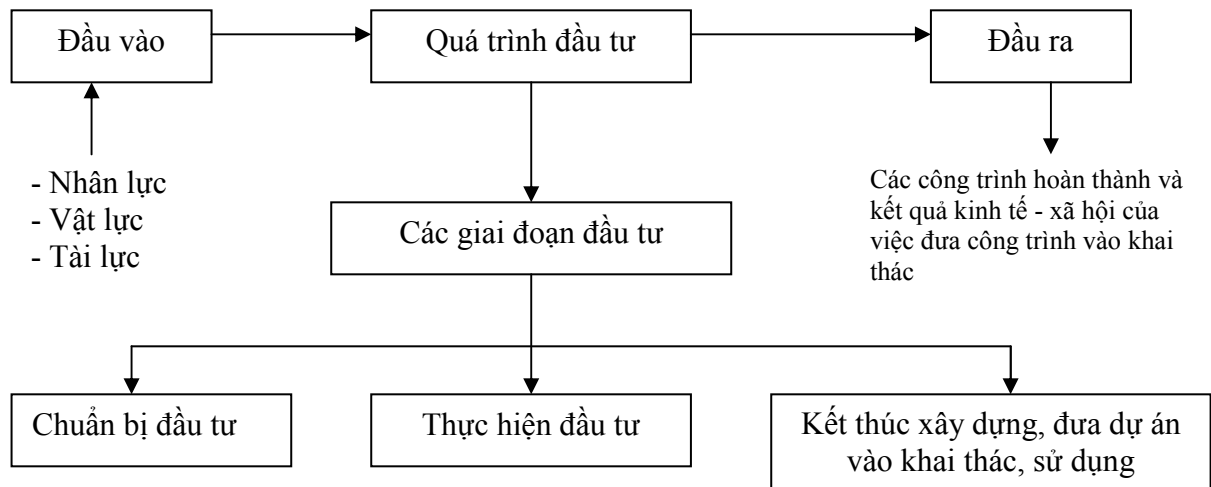 Đầu vào
Quá trình đầu tư
Đầu ra
- Nhân lực
- Vật lực
- Tài lực
Các công trình hoàn thành và
kết quả kinh tế - xã hội của
việc đưa công trình vào khai
thác
Các giai đoạn đầu tư
Chuẩn bị đầu tư
Thực hiện đầu tư
Kết thúc xây dựng, đưa dự án
vào khai thác, sử dụng